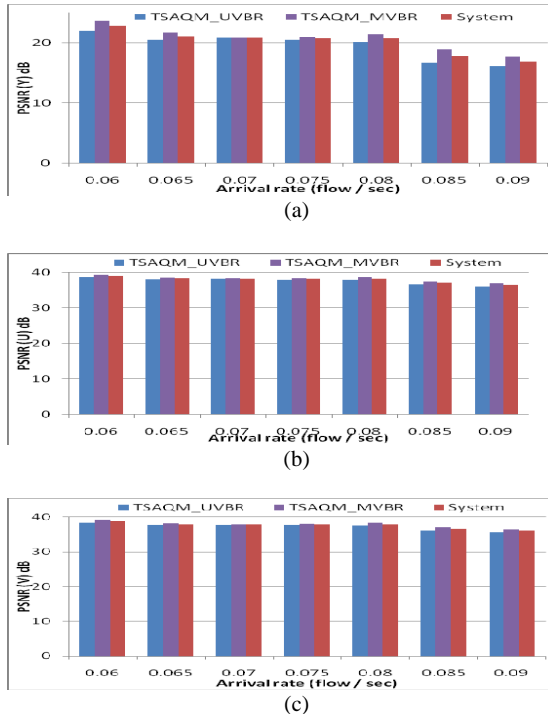 TSAQM_UVBR TSAQM_MVBR System
PSNR (Y) dB
20
10
0
0.06 0.065 0.07 0.075 0.08 0.085 0.09
Arrival rate (flow / sec)
(a)
TSAQM_UVBR TSAQM_MVBR System
PSNR (U) dB
40
30
20
10
0
0.06 0.065 0.07 0.075 0.08 0.085 0.09
Arrival rate (flow / sec)
(b)
TSAQM_UVBR TSAQM_MVBR System
PSNR (V) dB
40
30
20
10
0
0.06 0.065 0.07 0.075 0.08 0.085 0.09
Arrival rate (flow / sec)
(c)